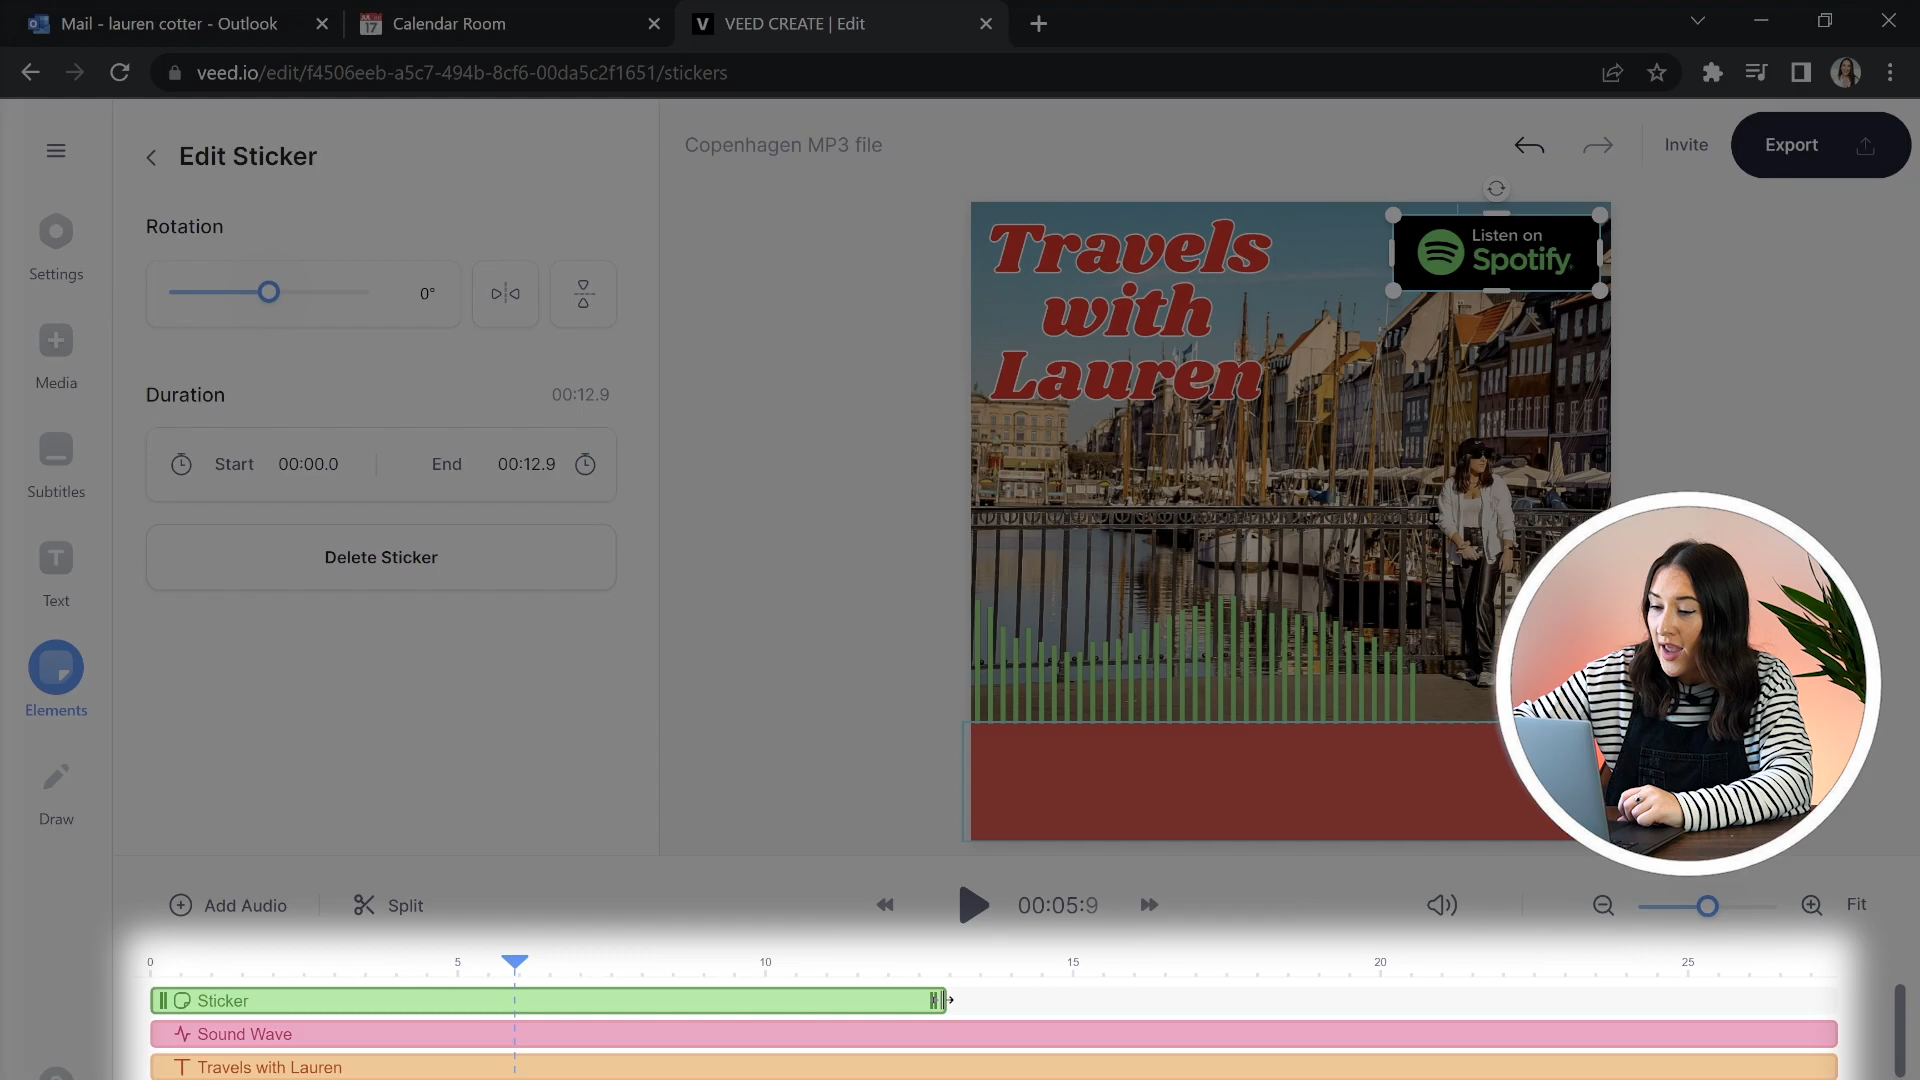 Mail - lauren cotter - Outlook
Calendar Room
VEED CREATE | Edit
veed.io/edit/f4506eeb-a5c7-494b-8cf6-00da5c2f1651/stickers
Edit Sticker
Copenhagen MP3 file
Invite
Export
Rotation
0°
Settings
Media
Subtitles
Text
Elements
Draw
Duration
00:12.9
Start 00:00.0
End 00:12.9
Delete Sticker
Travels
with
Lauren
Listen on
Spotify
Add Audio
Split
00:05:9
Fit
0 5 10 15 20 25
Sticker
Sound Wave
Travels with Lauren